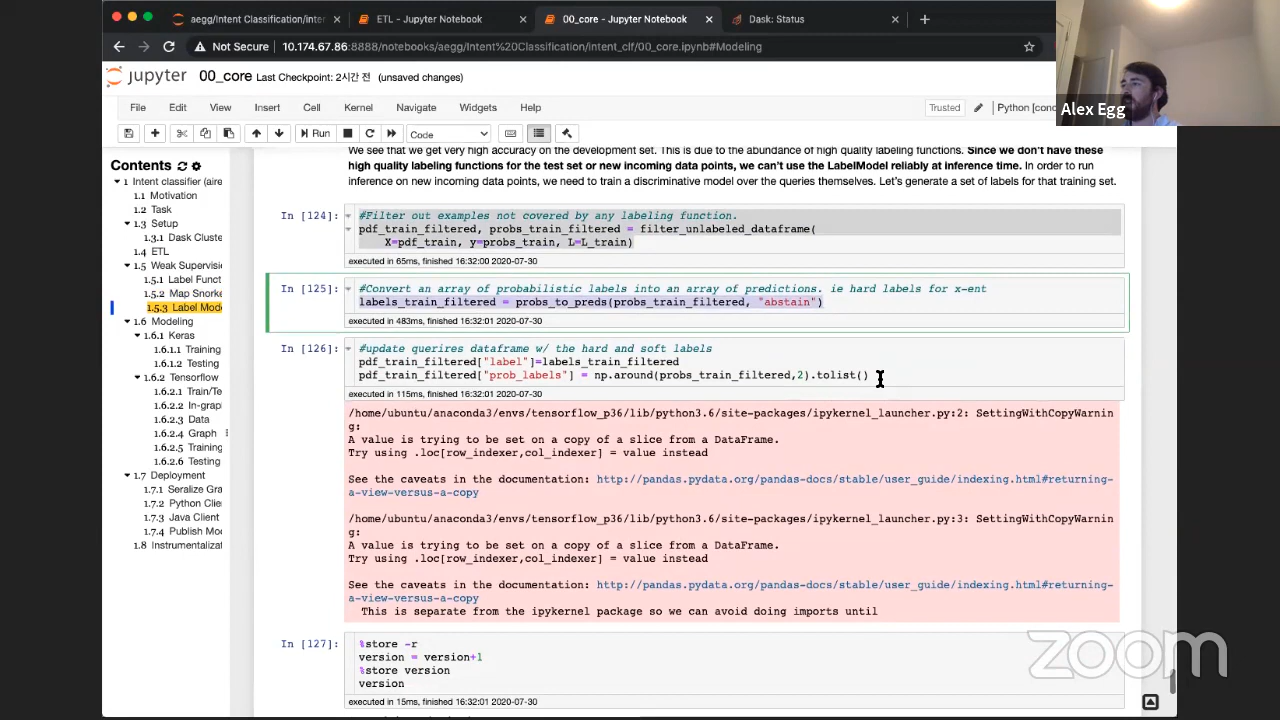 aegg/Intent Classification/inter
ETL - Jupyter Notebook
00_core - Jupyter Notebook
Dask: Status
Not Secure
10.174.67.86:8888/notebooks/aegg/Intent%20Classification/intent_clf/00_core.ipynb#Modeling
jupyter
00_core
Last Checkpoint: 2시간 전
(unsaved changes)
Alex Egg
File
Edit
View
Insert
Cell
Kernel
Navigate
Widgets
Help
Trusted
Python [con
Run
Code
Contents
1 Intent classifier (aire
1.1 Motivation
1.2 Task
1.3 Setup
1.3.1 Dask Cluste
1.4 ETL
1.5 Weak Supervisi
1.5.1 Label Funct
1.5.2 Map Snorke
1.5.3 Label Mode
1.6 Modeling
1.6.1 Keras
1.6.1.1 Training
1.6.1.2 Testing
1.6.2 Tensorflow
1.6.2.1 Train/Te
1.6.2.2 In-grap
1.6.2.3 Data
1.6.2.4 Graph
1.6.2.5 Training
1.6.2.6 Testing
1.7 Deployment
1.7.1 Seralize Gra
1.7.2 Python Clie
1.7.3 Java Client
1.7.4 Publish Mo
1.8 Instrumentalizat
We see that we get very high accuracy on the development set. This is due to the abundance of high quality labeling functions. Since we don't have these
high quality labeling functions for the test set or new incoming data points, we can't use the LabelModel reliably at inference time. In order to run
inference on new incoming data points, we need to train a discriminative model over the queries themselves. Let's generate a set of labels for that training set.
In [124]:
#Filter out examples not covered by any labeling function.
pdf_train_filtered, probs_train_filtered = filter_unlabeled_dataframe(
X=pdf_train, y=probs_train, L=L_train)
executed in 65ms, finished 16:32:00 2020-07-30
In [125]:
#Convert an array of probabilistic labels into an array of predictions. ie hard labels for x-ent
labels_train_filtered = probs_to_preds(probs_train_filtered, "abstain")
executed in 483ms, finished 16:32:01 2020-07-30
In [126]:
#update querires dataframe w/ the hard and soft labels
pdf_train_filtered["label"]=labels_train_filtered
pdf_train_filtered["prob_labels"] = np.around(probs_train_filtered,2).tolist()
executed in 115ms, finished 16:32:01 2020-07-30
/home/ubuntu/anaconda3/envs/tensorflow_p36/lib/python3.6/site-packages/ipykernel_launcher.py:2: SettingWithCopyWarnin
g:
A value is trying to be set on a copy of a slice from a DataFrame.
Try using .loc[row_indexer,col_indexer] = value instead
See the caveats in the documentation: http://pandas.pydata.org/pandas-docs/stable/user_guide/indexing.html#returning-
a-view-versus-a-copy
/home/ubuntu/anaconda3/envs/tensorflow_p36/lib/python3.6/site-packages/ipykernel_launcher.py:3: SettingWithCopyWarnin
g:
A value is trying to be set on a copy of a slice from a DataFrame.
Try using .loc[row_indexer,col_indexer] = value instead
See the caveats in the documentation: http://pandas.pydata.org/pandas-docs/stable/user_guide/indexing.html#returning-
a-view-versus-a-copy
This is separate from the ipykernel package so we can avoid doing imports until
In [127]:
%store -r
version = version+1
%store version
version
executed in 15ms, finished 16:32:01 2020-07-30
zoom